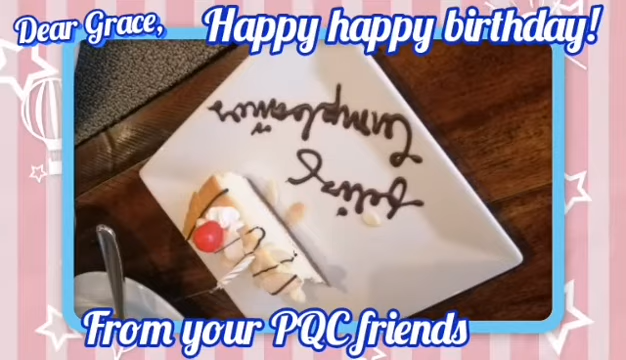 Dear Grace,
Happy happy birthday!
feliz
Cumpleaños
From your PQC friends